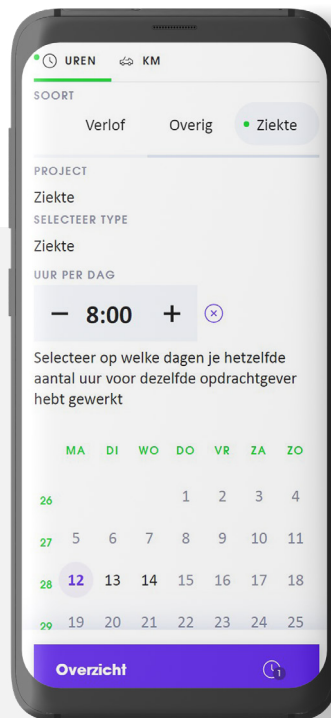 UREN KM
SOORT
Verlof Overig Ziekte
PROJECT
Ziekte
SELECTEER TYPE
Ziekte
UUR PER DAG
− 8:00 +
Selecteer op welke dagen je hetzelfde
aantal uur voor dezelfde opdrachtgever
hebt gewerkt
MA DI WO DO VR ZA ZO
26 1 2 3 4
27 5 6 7 8 9 10 11
28 12 13 14 15 16 17 18
29 19 20 21 22 23 24 25
Overzicht 1